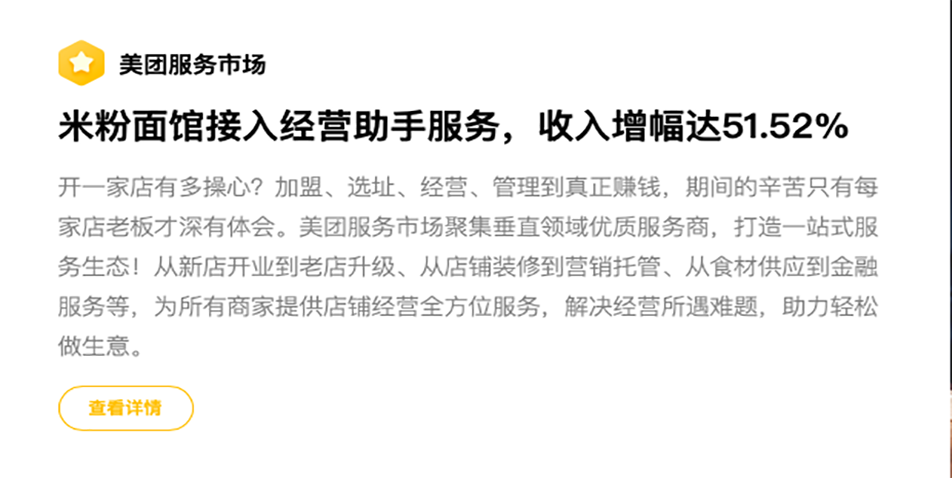 美团服务市场
米粉面馆接入经营助手服务，收入增幅达51.52%
开一家店有多操心？加盟、选址、经营、管理到真正赚钱，期间的辛苦只有每
家店老板才深有体会。美团服务市场聚集垂直领域优质服务商，打造一站式服
务生态！从新店开业到老店升级、从店铺装修到营销托管、从食材供应到金融
服务等，为所有商家提供店铺经营全方位服务，解决经营所遇难题，助力轻松
做生意。
查看详情